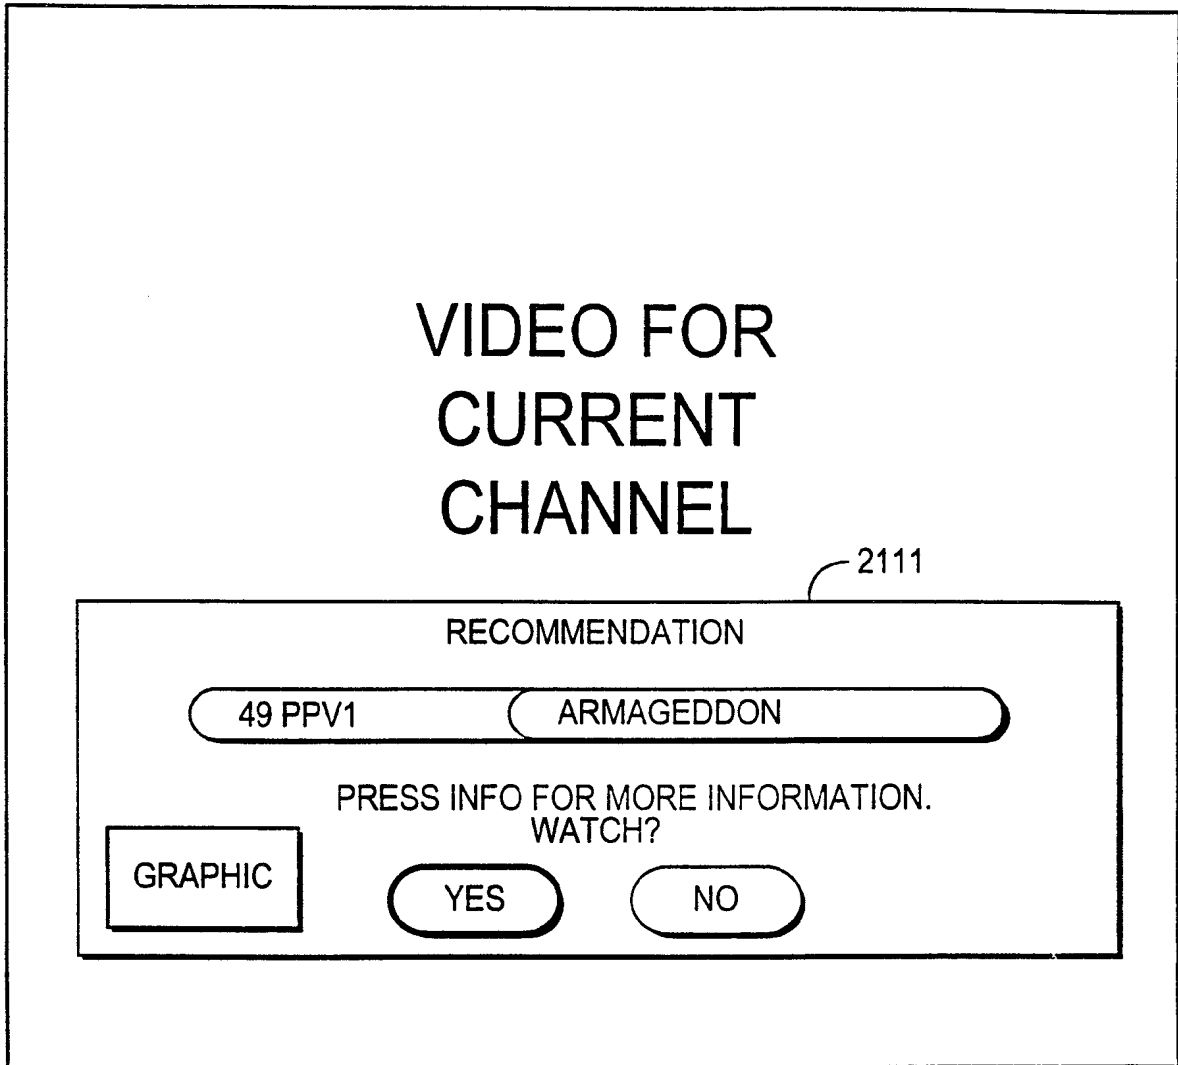 VIDEO FOR
CURRENT
CHANNEL
2111
RECOMMENDATION
49 PPV1 ARMAGEDDON
PRESS INFO FOR MORE INFORMATION.
WATCH?
GRAPHIC YES NO